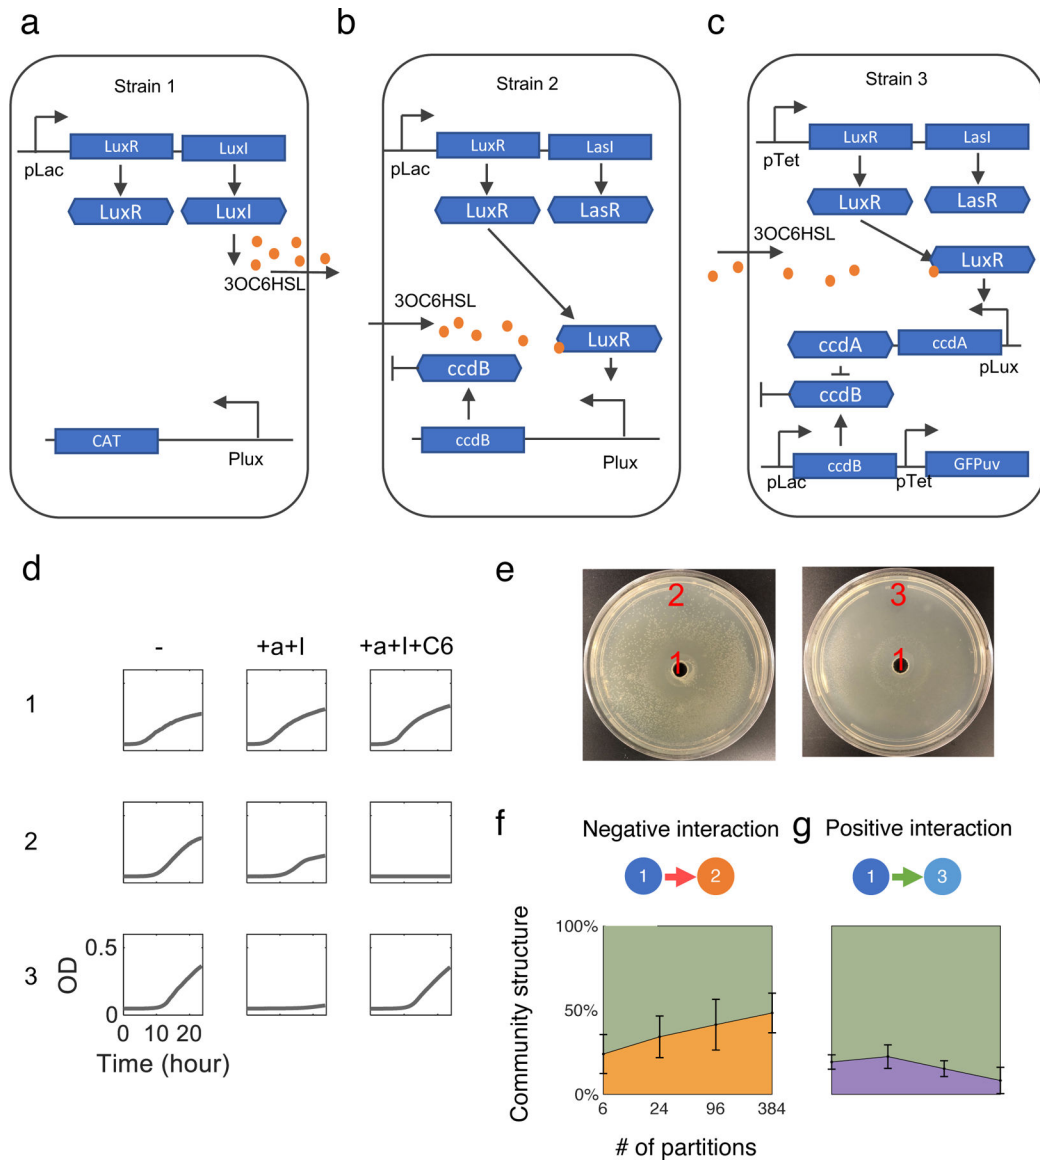 a
Strain 1
pLac
LuxR
LuxI
LuxR
LuxI
3OC6HSL
CAT
Plux
b
Strain 2
pLac
LuxR
LasI
LuxR
LasR
3OC6HSL
LuxR
ccdB
ccdB
Plux
c
Strain 3
pTet
LuxR
LasI
LuxR
LasR
3OC6HSL
LuxR
ccdA
ccdA
pLux
ccdB
pLac
ccdB
pTet
GFPuv
d
- +a+I +a+I+C6
1
2
3
OD
0.5
0
0 10 20
Time (hour)
e
2
1
3
1
f
Negative interaction
1 2
Community structure
100%
50%
0%
6 24 96 384
# of partitions
g
Positive interaction
1 3